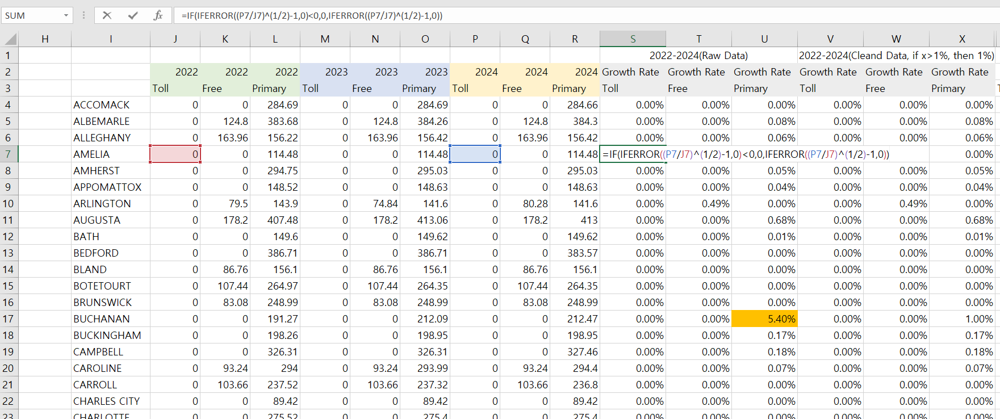 SUM =IF(IFERROR((P7/J7)^(1/2)-1,0)<0,0,IFERROR((P7/J7)^(1/2)-1,0))
H I J K L M N O P Q R S T U V W X
1 2022-2024(Raw Data) 2022-2024(Cleand Data, if x>1%, then 1%)
2 2022 2022 2022 2023 2023 2023 2024 2024 2024 Growth Rate Growth Rate Growth Rate Growth Rate Growth Rate Growth Rate
3 Toll Free Primary Toll Free Primary Toll Free Primary Toll Free Primary Toll Free Primary
4 ACCOMACK 0 0 284.69 0 0 284.69 0 0 284.66 0.00% 0.00% 0.00% 0.00% 0.00% 0.00%
5 ALBEMARLE 0 124.8 383.68 0 124.8 384.26 0 124.8 384.3 0.00% 0.00% 0.08% 0.00% 0.00% 0.08%
6 ALLEGHANY 0 163.96 156.22 0 163.96 156.42 0 163.96 156.42 0.00% 0.00% 0.06% 0.00% 0.00% 0.06%
7 AMELIA 0 0 114.48 0 0 114.48 0 0 114.48 =IF(IFERROR((P7/J7)^(1/2)-1,0)<0,0,IFERROR((P7/J7)^(1/2)-1,0)) 0.00%
8 AMHERST 0 0 294.75 0 0 295.03 0 0 295.03 0.00% 0.00% 0.05% 0.00% 0.00% 0.05%
9 APPOMATTOX 0 0 148.52 0 0 148.63 0 0 148.63 0.00% 0.00% 0.04% 0.00% 0.00% 0.04%
10 ARLINGTON 0 79.5 143.9 0 74.84 141.6 0 80.28 141.6 0.00% 0.49% 0.00% 0.00% 0.49% 0.00%
11 AUGUSTA 0 178.2 407.48 0 178.2 413.06 0 178.2 413 0.00% 0.00% 0.68% 0.00% 0.00% 0.68%
12 BATH 0 0 149.6 0 0 149.62 0 0 149.62 0.00% 0.00% 0.01% 0.00% 0.00% 0.01%
13 BEDFORD 0 0 386.71 0 0 386.71 0 0 383.57 0.00% 0.00% 0.00% 0.00% 0.00% 0.00%
14 BLAND 0 86.76 156.1 0 86.76 156.1 0 86.76 156.1 0.00% 0.00% 0.00% 0.00% 0.00% 0.00%
15 BOTETOURT 0 107.44 264.97 0 107.44 264.35 0 107.44 264.35 0.00% 0.00% 0.00% 0.00% 0.00% 0.00%
16 BRUNSWICK 0 83.08 248.99 0 83.08 248.99 0 83.08 248.99 0.00% 0.00% 0.00% 0.00% 0.00% 0.00%
17 BUCHANAN 0 0 191.27 0 0 212.09 0 0 212.47 0.00% 0.00% 5.40% 0.00% 0.00% 1.00%
18 BUCKINGHAM 0 0 198.26 0 0 198.95 0 0 198.95 0.00% 0.00% 0.17% 0.00% 0.00% 0.17%
19 CAMPBELL 0 0 326.31 0 0 326.31 0 0 327.46 0.00% 0.00% 0.18% 0.00% 0.00% 0.18%
20 CAROLINE 0 93.24 294 0 93.24 293.99 0 93.24 294.4 0.00% 0.00% 0.07% 0.00% 0.00% 0.07%
21 CARROLL 0 103.66 237.52 0 103.66 237.32 0 103.66 236.8 0.00% 0.00% 0.00% 0.00% 0.00% 0.00%
22 CHARLES CITY 0 0 89.42 0 0 89.42 0 0 89.42 0.00% 0.00% 0.00% 0.00% 0.00% 0.00%
23 CHARLOTTE 0 0 275.52 0 0 275.4 0 0 275.4 0.00% 0.00% 0.00% 0.00% 0.00% 0.00%